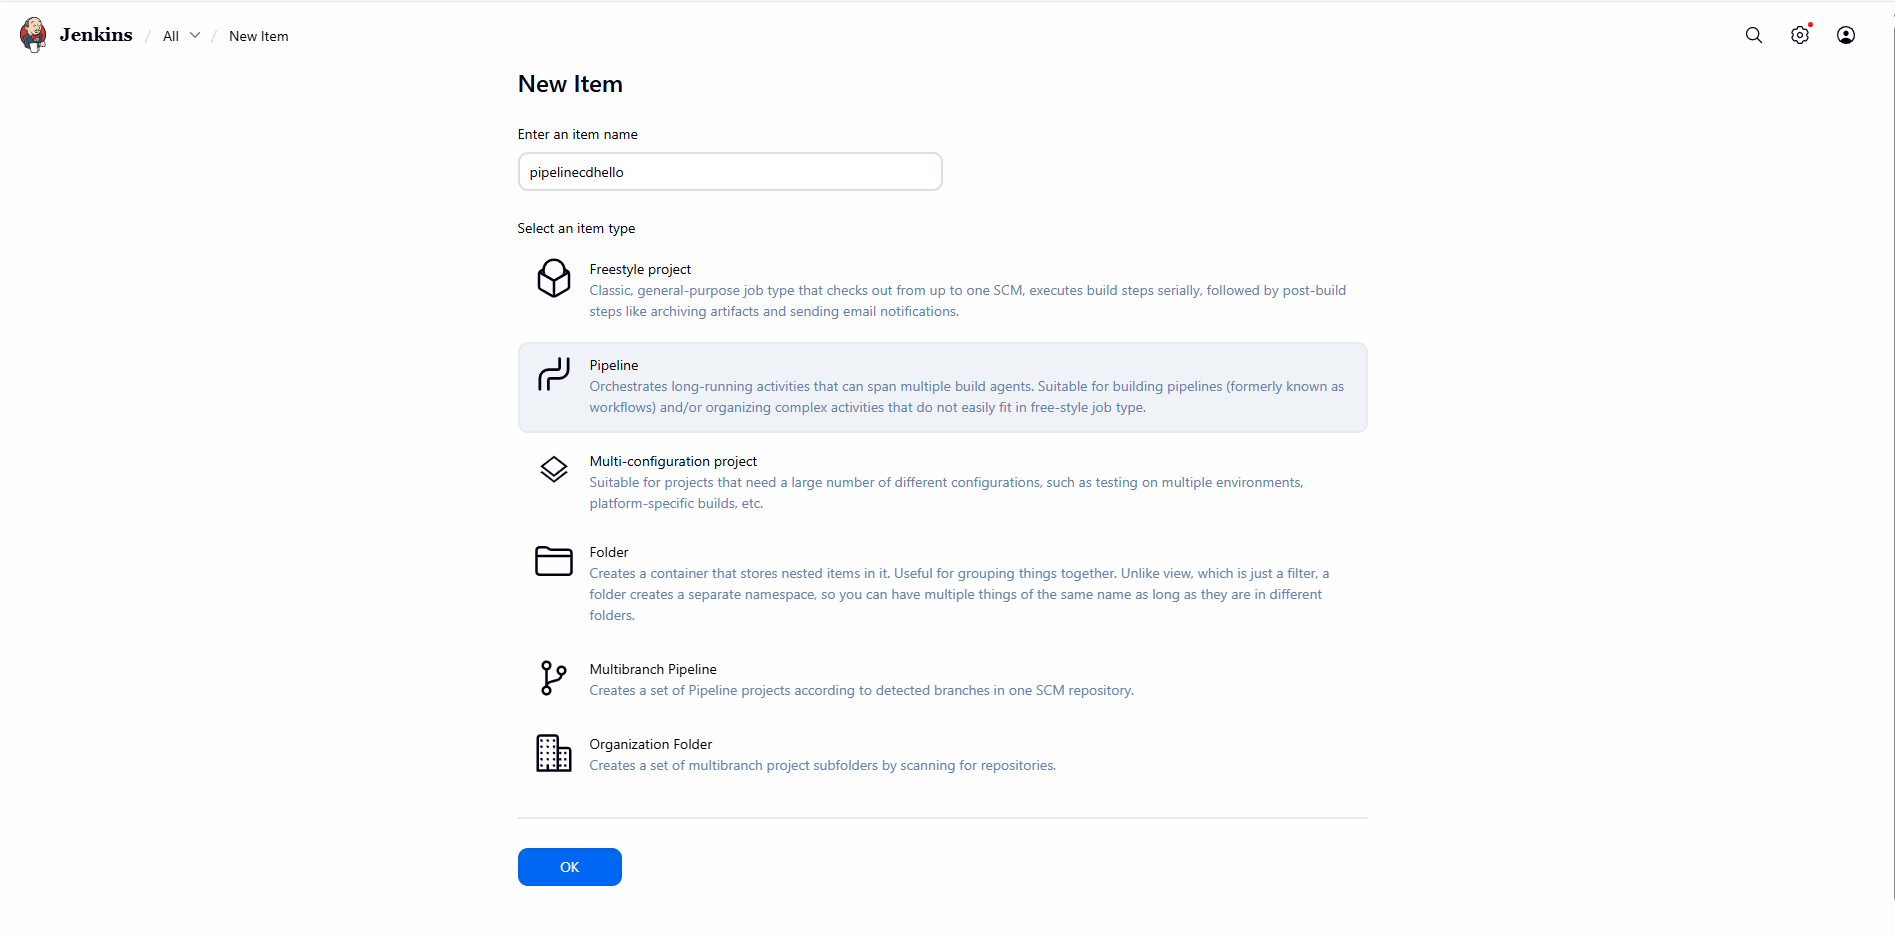 Jenkins / All / New Item
New Item
Enter an item name
pipelinecdhello
Select an item type
Freestyle project
Classic, general-purpose job type that checks out from up to one SCM, executes build steps serially, followed by post-build
steps like archiving artifacts and sending email notifications.
Pipeline
Orchestrates long-running activities that can span multiple build agents. Suitable for building pipelines (formerly known as
workflows) and/or organizing complex activities that do not easily fit in free-style job type.
Multi-configuration project
Suitable for projects that need a large number of different configurations, such as testing on multiple environments,
platform-specific builds, etc.
Folder
Creates a container that stores nested items in it. Useful for grouping things together. Unlike view, which is just a filter, a
folder creates a separate namespace, so you can have multiple things of the same name as long as they are in different
folders.
Multibranch Pipeline
Creates a set of Pipeline projects according to detected branches in one SCM repository.
Organization Folder
Creates a set of multibranch project subfolders by scanning for repositories.
OK